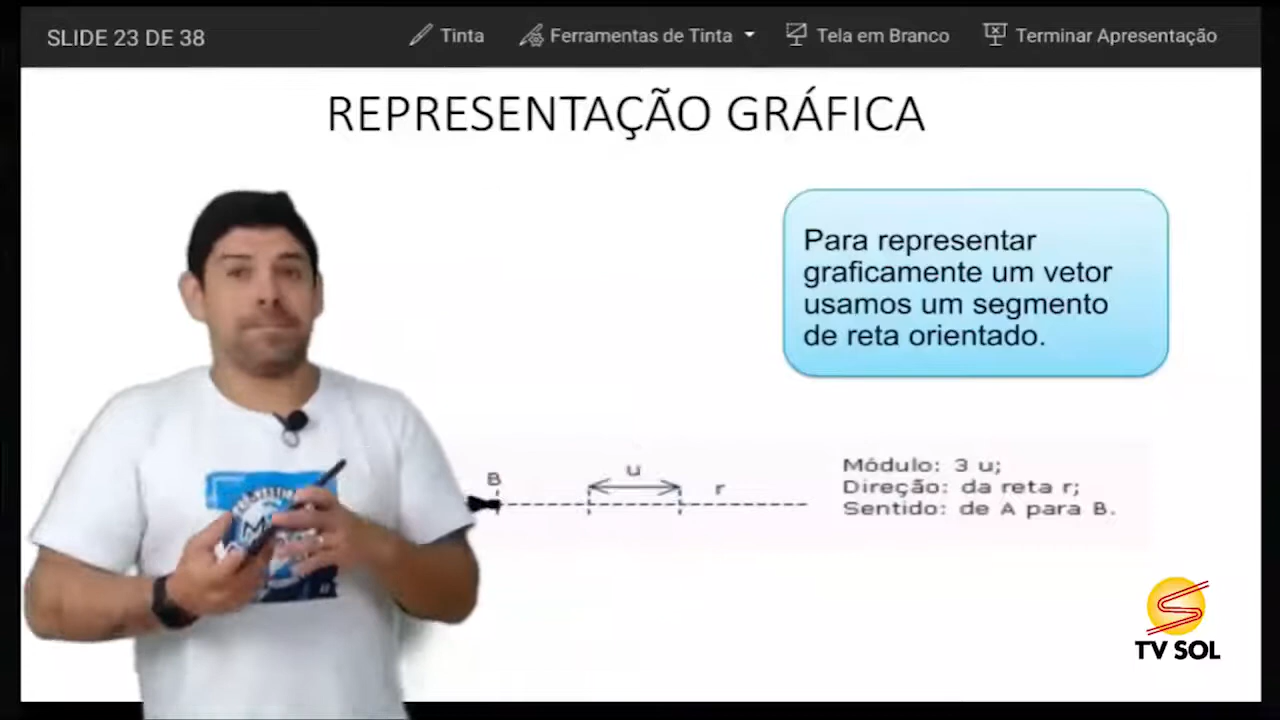 SLIDE 23 DE 38
Tinta
Ferramentas de Tinta
Tela em Branco
Terminar Apresentação
REPRESENTAÇÃO GRÁFICA
Para representar
graficamente um vetor
usamos um segmento
de reta orientado.
B
u
r
Módulo: 3 u;
Direção: da reta r;
Sentido: de A para B.
TV SOL